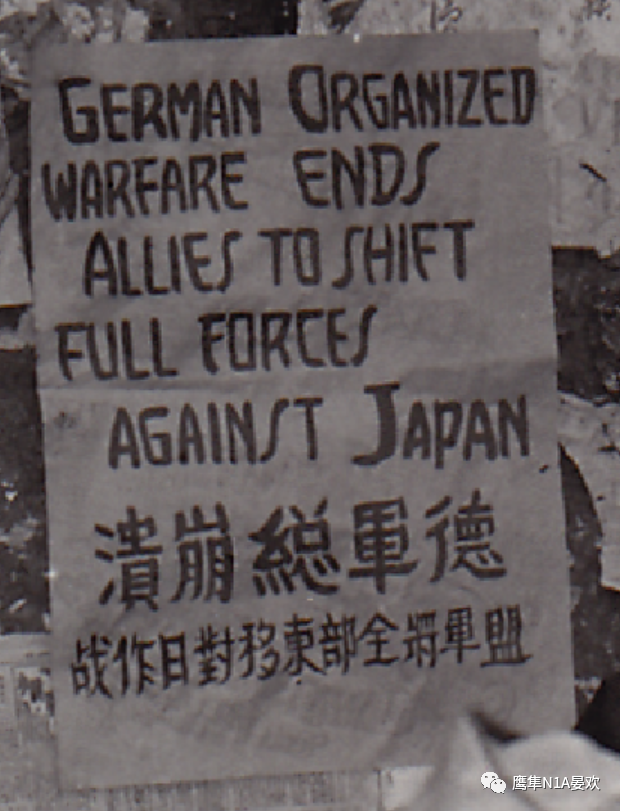 GERMAN ORGANIZED
WARFARE ENDS
ALLIES TO SHIFT
FULL FORCES
AGAINST JAPAN
德軍総崩潰
盟軍將全部東移對日作战
鹰隼N1A晏欢